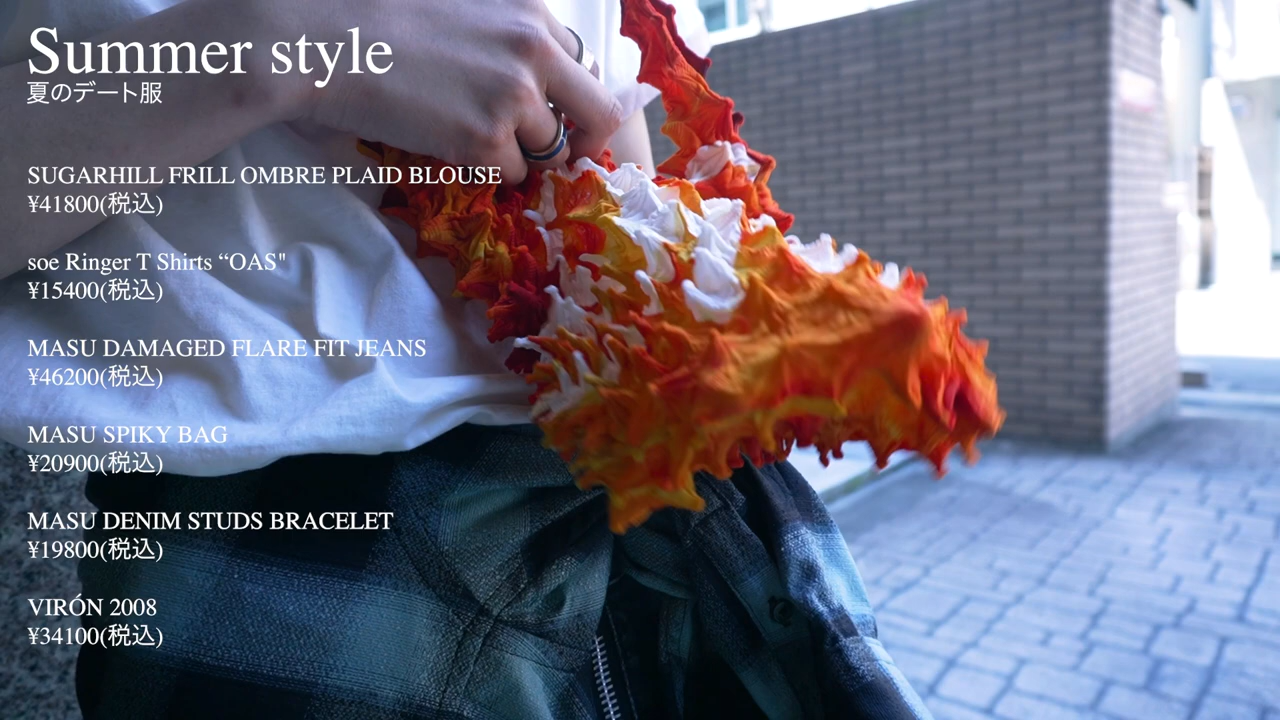 Summer style
夏のデート服
SUGARHILL FRILL OMBRE PLAID BLOUSE
¥41800(税込)
soe Ringer T Shirts “OAS"
¥15400(税込)
MASU DAMAGED FLARE FIT JEANS
¥46200(税込)
MASU SPIKY BAG
¥20900(税込)
MASU DENIM STUDS BRACELET
¥19800(税込)
VIRÓN 2008
¥34100(税込)